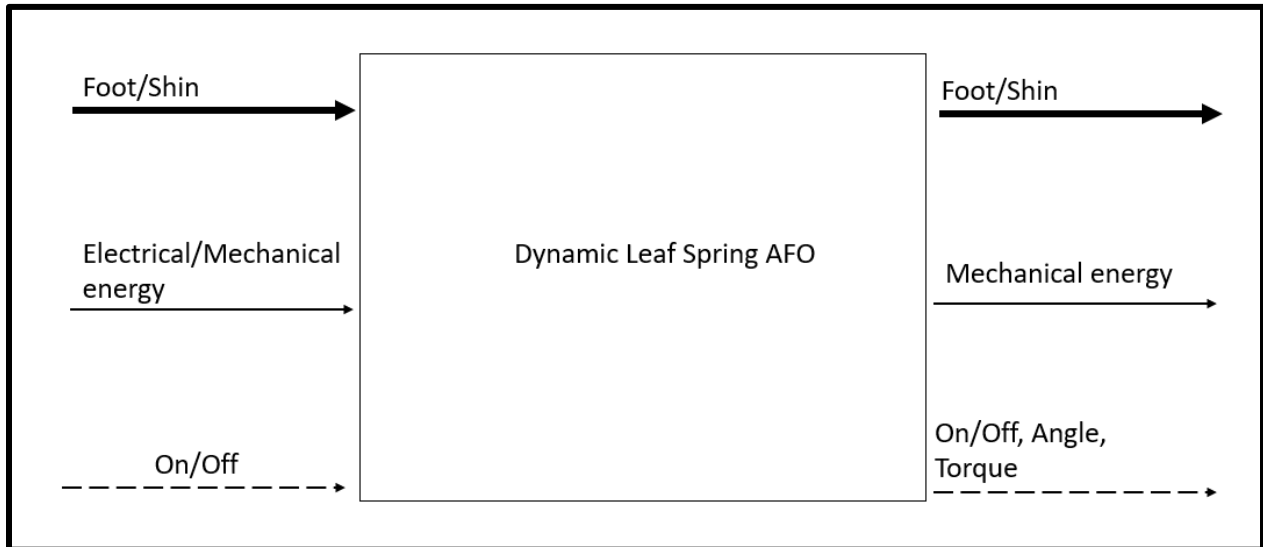 Foot/Shin
Foot/Shin
Electrical/Mechanical
energy
Dynamic Leaf Spring AFO
Mechanical energy
On/Off
On/Off, Angle,
Torque